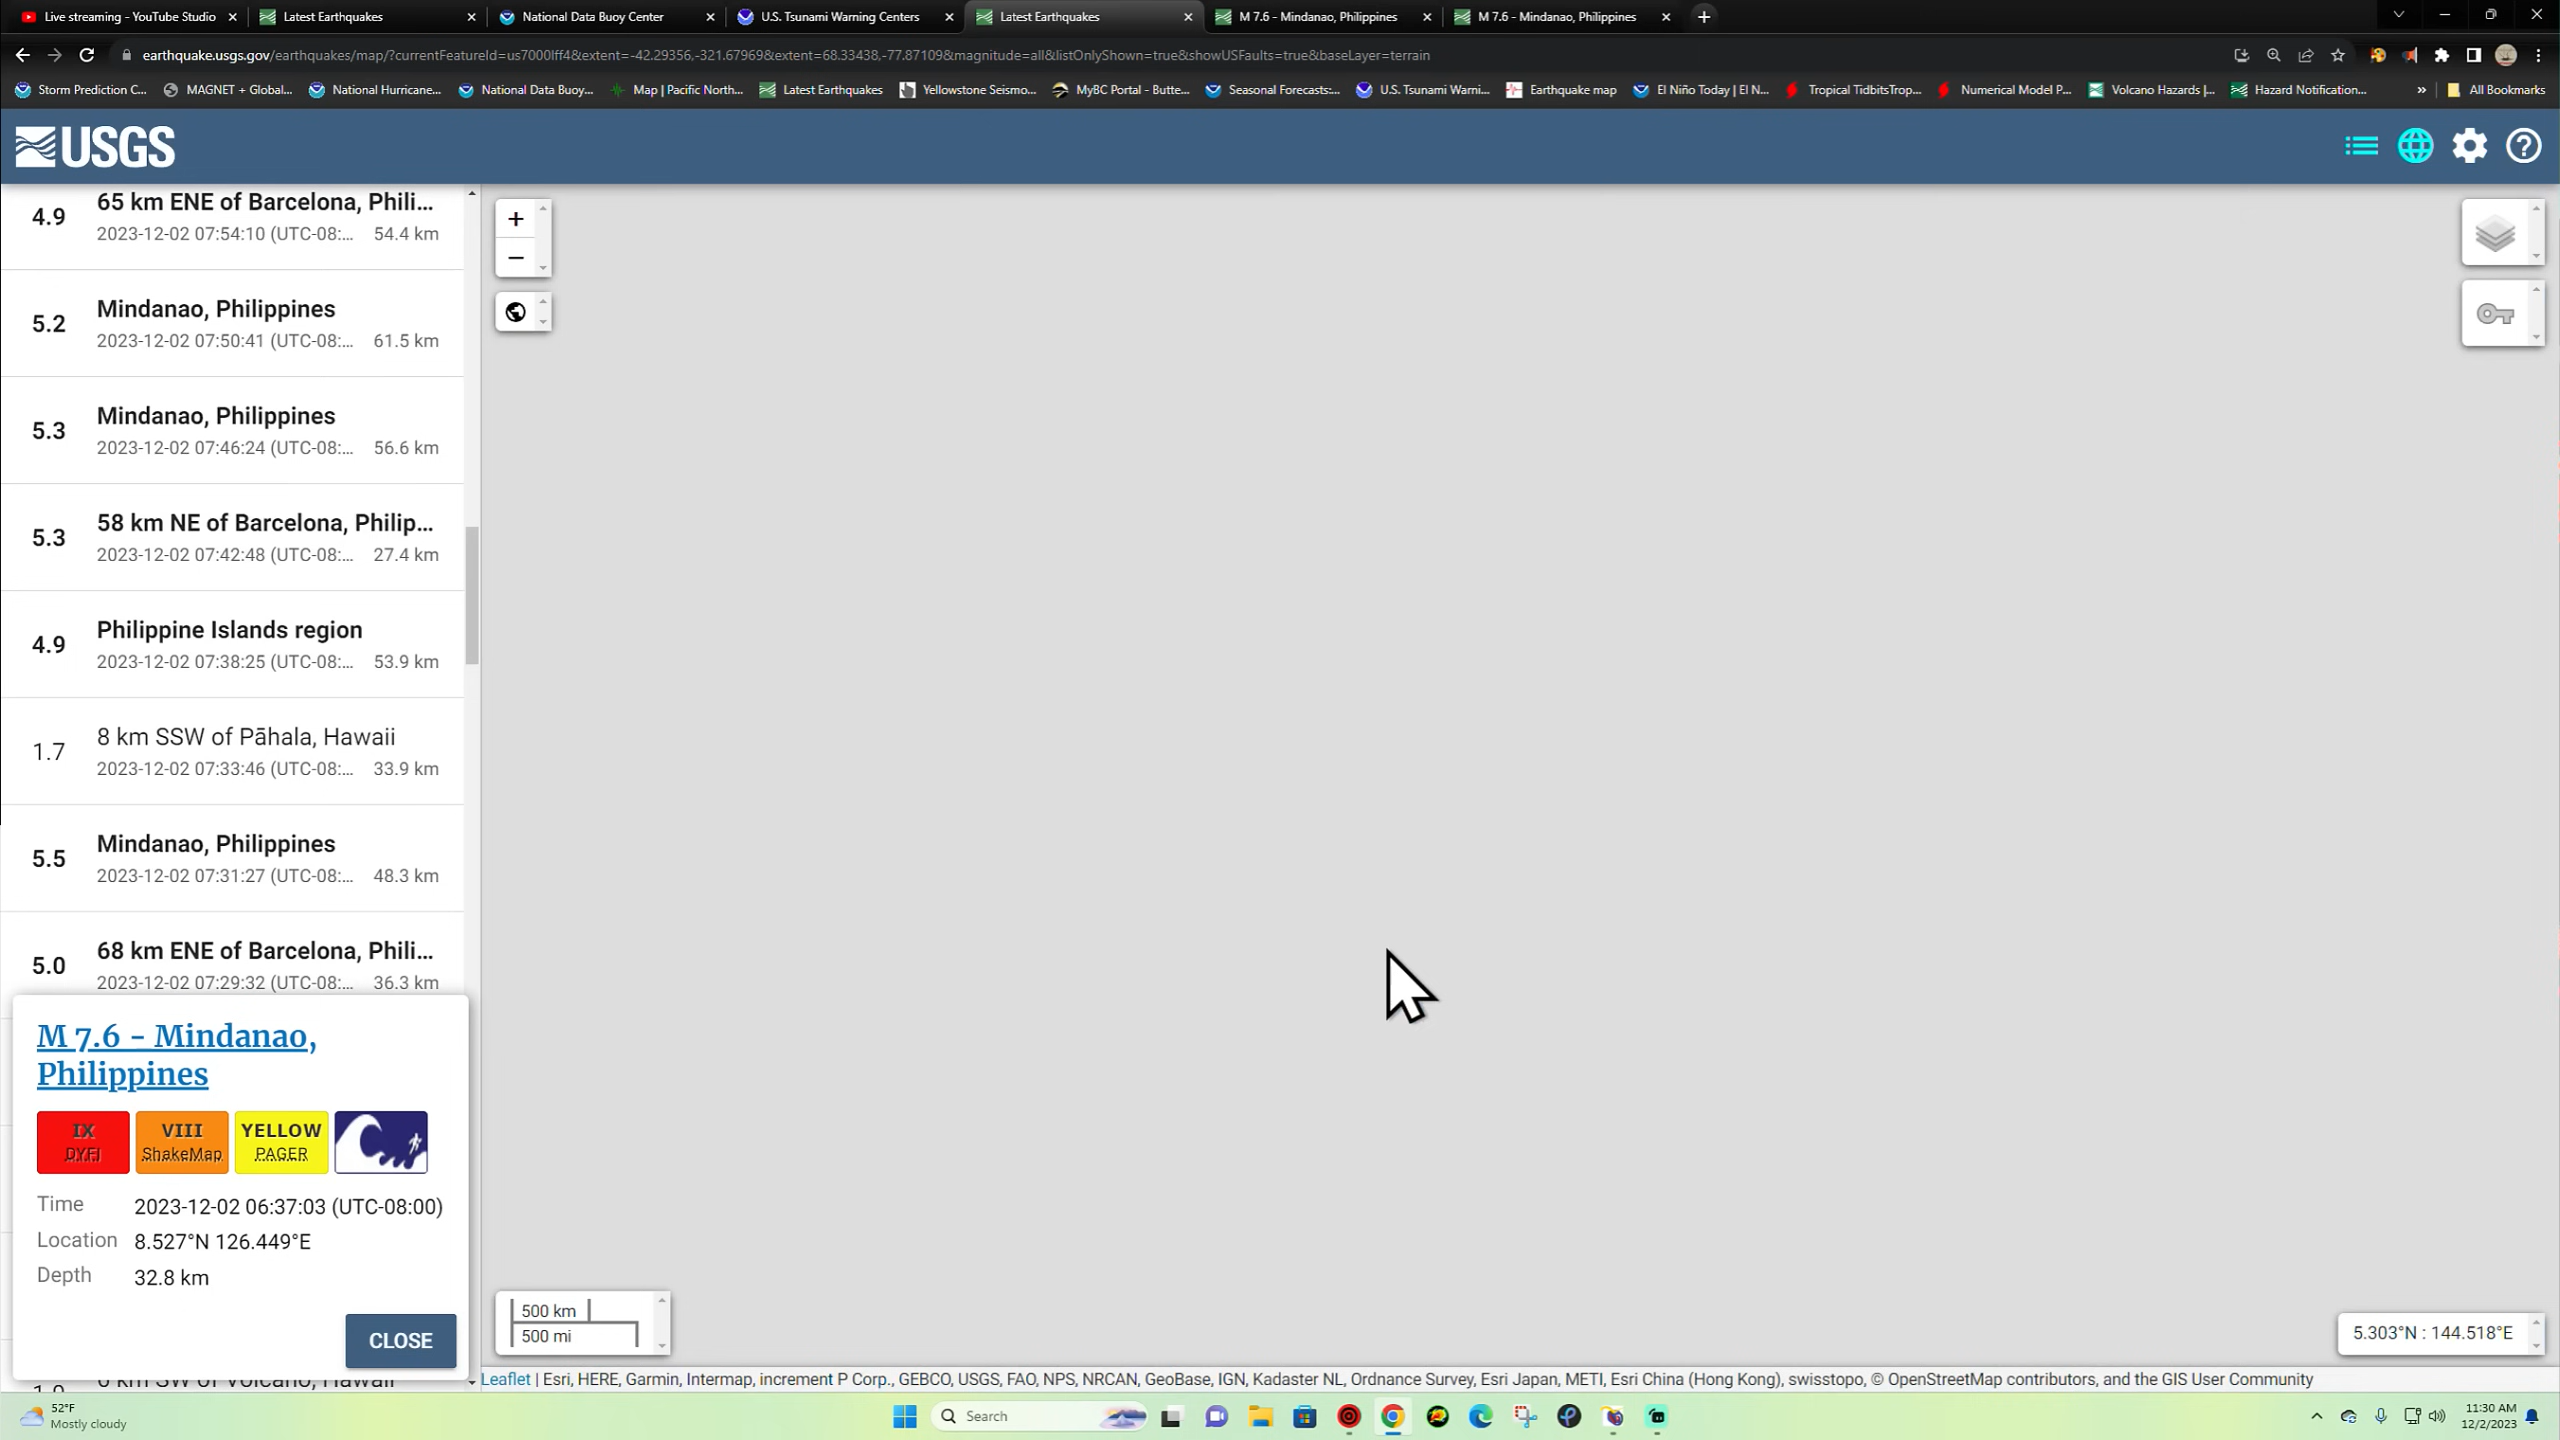 Live streaming - YouTube Studio
Latest Earthquakes
National Data Buoy Center
U.S. Tsunami Warning Centers
Latest Earthquakes
M 7.6 - Mindanao, Philippines
M 7.6 - Mindanao, Philippines
earthquake.usgs.gov/earthquakes/map/?currentFeatureId=us7000lff4&extent=-42.29356,-321.67969&extent=68.33438,-77.87109&magnitude=all&listOnlyShown=true&showUSFaults=true&baseLayer=terrain
Storm Prediction C...
MAGNET + Global...
National Hurricane...
National Data Buoy...
Map | Pacific North...
Latest Earthquakes
Yellowstone Seismo...
MyBC Portal - Butte...
Seasonal Forecasts:...
U.S. Tsunami Warni...
Earthquake map
El Niño Today | El N...
Tropical TidbitsTrop...
Numerical Model P...
Volcano Hazards |...
Hazard Notification...
»
All Bookmarks
USGS
4.9 65 km ENE of Barcelona, Phili...
2023-12-02 07:54:10 (UTC-08:... 54.4 km
5.2 Mindanao, Philippines
2023-12-02 07:50:41 (UTC-08:... 61.5 km
5.3 Mindanao, Philippines
2023-12-02 07:46:24 (UTC-08:... 56.6 km
5.3 58 km NE of Barcelona, Philip...
2023-12-02 07:42:48 (UTC-08:... 27.4 km
4.9 Philippine Islands region
2023-12-02 07:38:25 (UTC-08:... 53.9 km
1.7 8 km SSW of Pāhala, Hawaii
2023-12-02 07:33:46 (UTC-08:... 33.9 km
5.5 Mindanao, Philippines
2023-12-02 07:31:27 (UTC-08:... 48.3 km
5.0 68 km ENE of Barcelona, Phili...
2023-12-02 07:29:32 (UTC-08:... 36.3 km
M 7.6 - Mindanao,
Philippines
IX
DYFI
VIII
ShakeMap
YELLOW
PAGER
Time 2023-12-02 06:37:03 (UTC-08:00)
Location 8.527°N 126.449°E
Depth 32.8 km
CLOSE
+
−
500 km
500 mi
5.303°N : 144.518°E
Leaflet | Esri, HERE, Garmin, Intermap, increment P Corp., GEBCO, USGS, FAO, NPS, NRCAN, GeoBase, IGN, Kadaster NL, Ordnance Survey, Esri Japan, METI, Esri China (Hong Kong), swisstopo, © OpenStreetMap contributors, and the GIS User Community
52°F
Mostly cloudy
Search
11:30 AM
12/2/2023